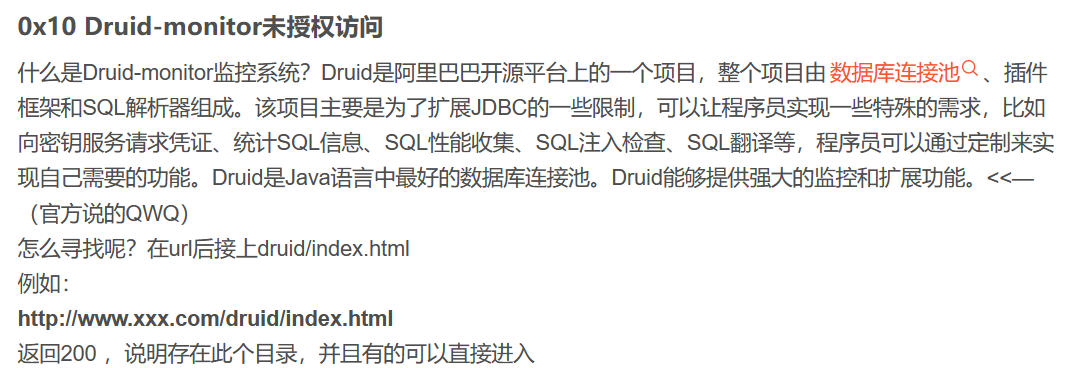 0x10 Druid-monitor未授权访问
什么是Druid-monitor监控系统？Druid是阿里巴巴开源平台上的一个项目，整个项目由 数据库连接池 、插件
框架和SQL解析器组成。该项目主要是为了扩展JDBC的一些限制，可以让程序员实现一些特殊的需求，比如
向密钥服务请求凭证、统计SQL信息、SQL性能收集、SQL注入检查、SQL翻译等，程序员可以通过定制来实
现自己需要的功能。Druid是Java语言中最好的数据库连接池。Druid能够提供强大的监控和扩展功能。<<—
（官方说的QWQ）
怎么寻找呢？在url后接上druid/index.html
例如：
http://www.xxx.com/druid/index.html
返回200 ，说明存在此个目录，并且有的可以直接进入